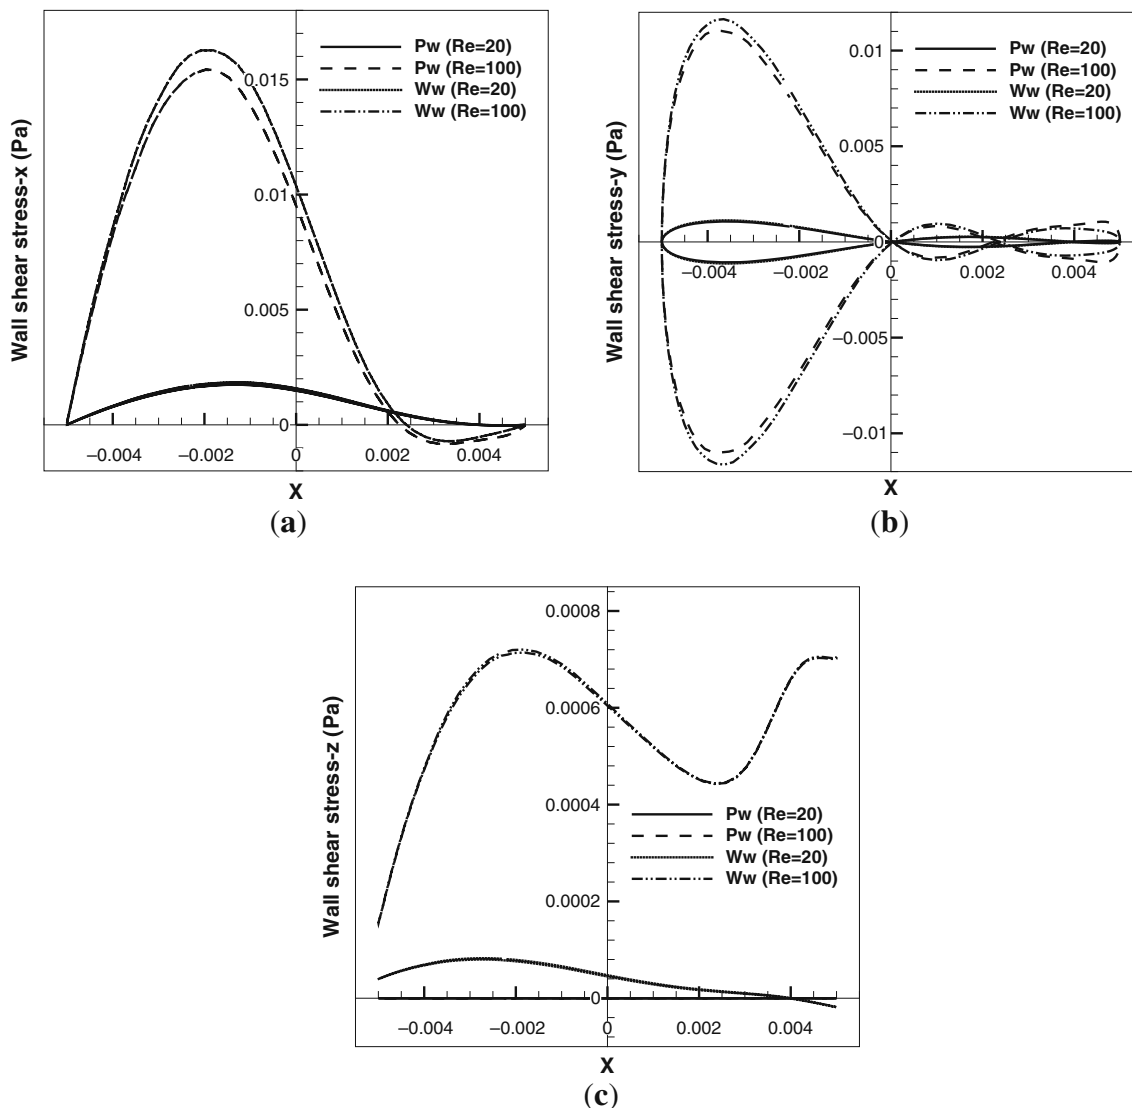 Wall shear stress-x (Pa)
0.015
0.01
0.005
0
−0.004
−0.002
0
0.002
0.004
Pw (Re=20)
Pw (Re=100)
Ww (Re=20)
Ww (Re=100)
X
(a)
Wall shear stress-y (Pa)
0.01
0.005
0
−0.005
−0.01
−0.004
−0.002
0
0.002
0.004
Pw (Re=20)
Pw (Re=100)
Ww (Re=20)
Ww (Re=100)
X
(b)
Wall shear stress-z (Pa)
0.0008
0.0006
0.0004
0.0002
0
−0.004
−0.002
0
0.002
0.004
Pw (Re=20)
Pw (Re=100)
Ww (Re=20)
Ww (Re=100)
X
(c)